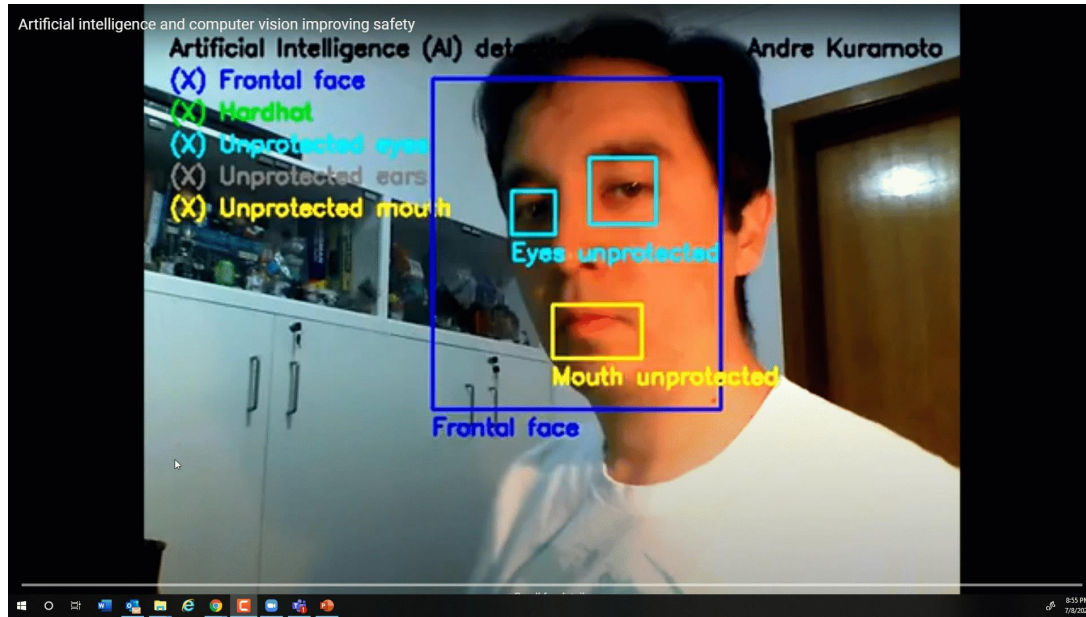 Artificial intelligence and computer vision improving safety
Artificial Intelligence (AI) Andre Kuramoto
(X) Frontal face
(X) Hardhat
(X) Unprotected eyes
(X) Unprotected ears
(X) Unprotected mouth
Eyes unprotected
Mouth unprotected
Frontal face
8:55 PM